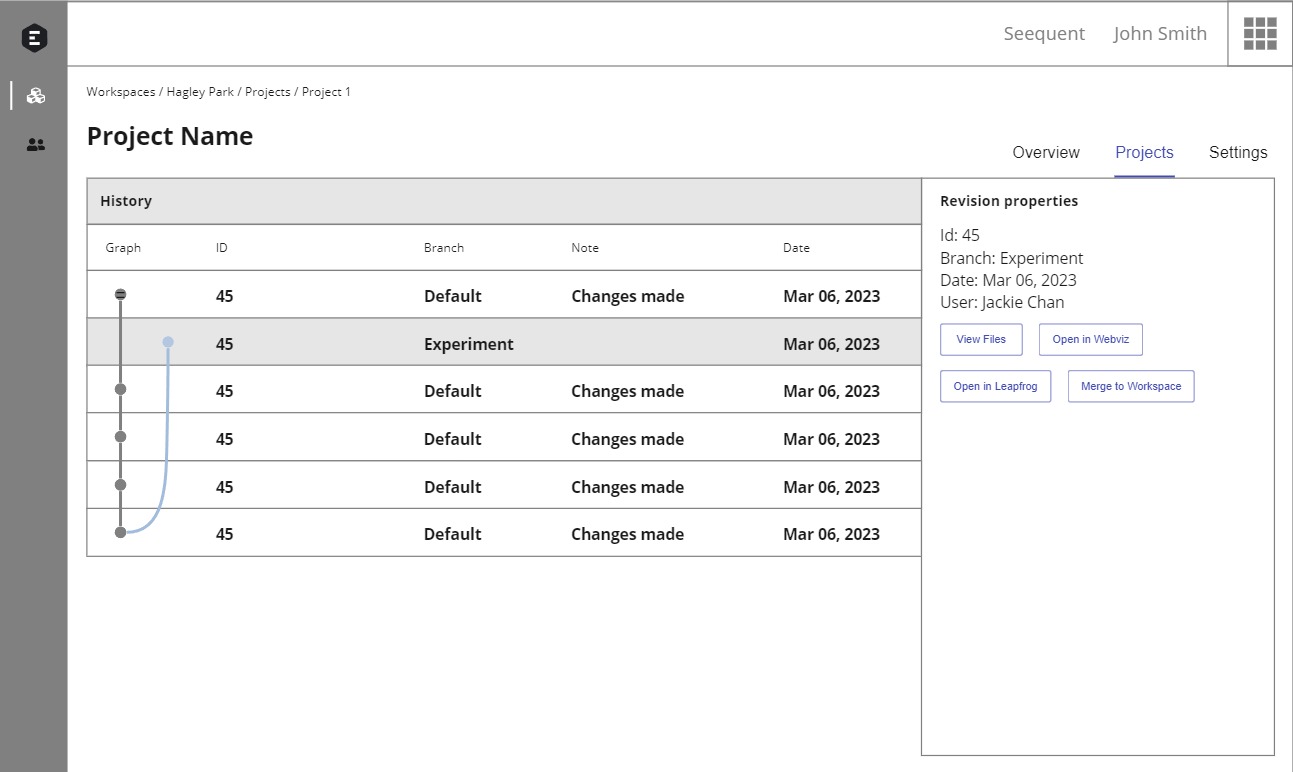 Seequent John Smith
Workspaces / Hagley Park / Projects / Project 1
Project Name
Overview Projects Settings
History
Graph ID Branch Note Date
45 Default Changes made Mar 06, 2023
45 Experiment Mar 06, 2023
45 Default Changes made Mar 06, 2023
45 Default Changes made Mar 06, 2023
45 Default Changes made Mar 06, 2023
45 Default Changes made Mar 06, 2023
Revision properties
Id: 45
Branch: Experiment
Date: Mar 06, 2023
User: Jackie Chan
View Files Open in Webviz
Open in Leapfrog Merge to Workspace